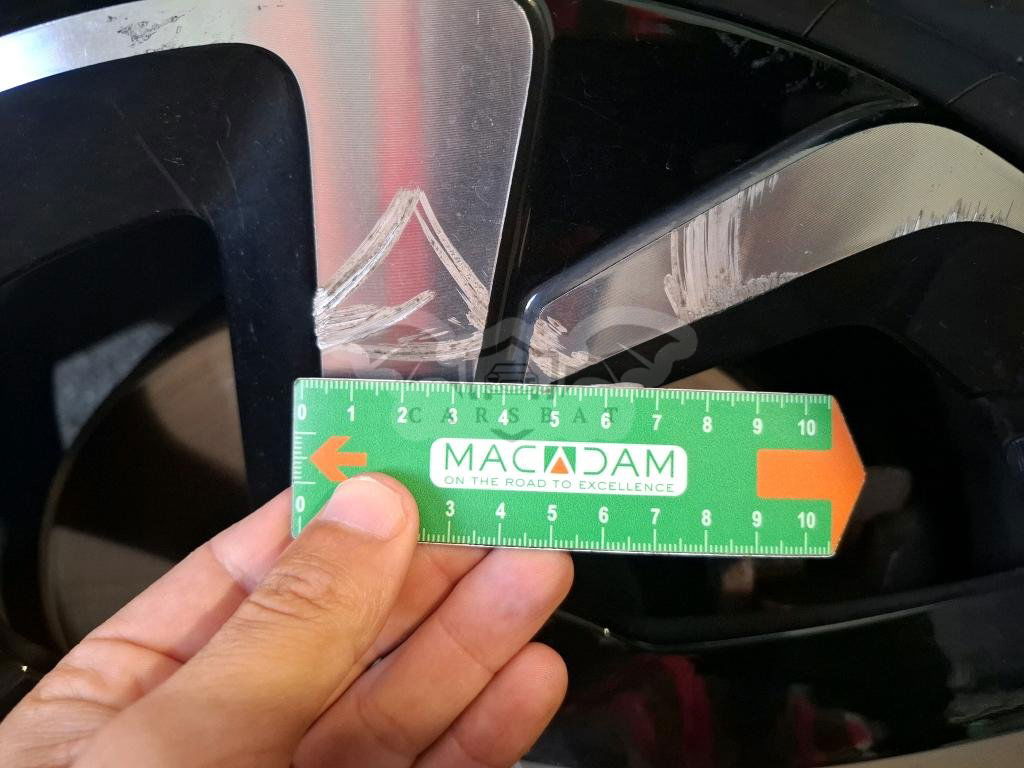 0 1 2 3 4 5 6 7 8 9 10
CARSBAT
MACADAM
ON THE ROAD TO EXCELLENCE
0 3 4 5 6 7 8 9 10